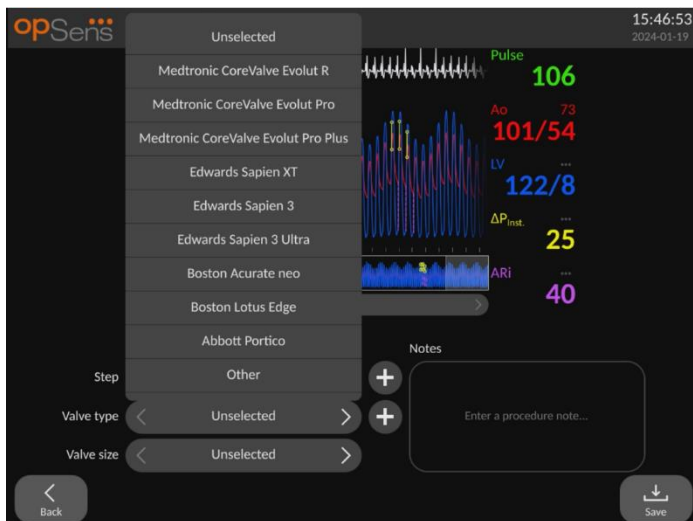 opSens
15:46:53
2024-01-19
Unselected
Medtronic CoreValve Evolut R
Medtronic CoreValve Evolut Pro
Medtronic CoreValve Evolut Pro Plus
Edwards Sapien XT
Edwards Sapien 3
Edwards Sapien 3 Ultra
Boston Acurate neo
Boston Lotus Edge
Abbott Portico
Other
Pulse
106
Ao 73
101/54
LV ---
122/8
ΔPInst. ---
25
ARi ---
40
Step
Valve type Unselected
Valve size Unselected
Notes
Enter a procedure note...
Back
Save